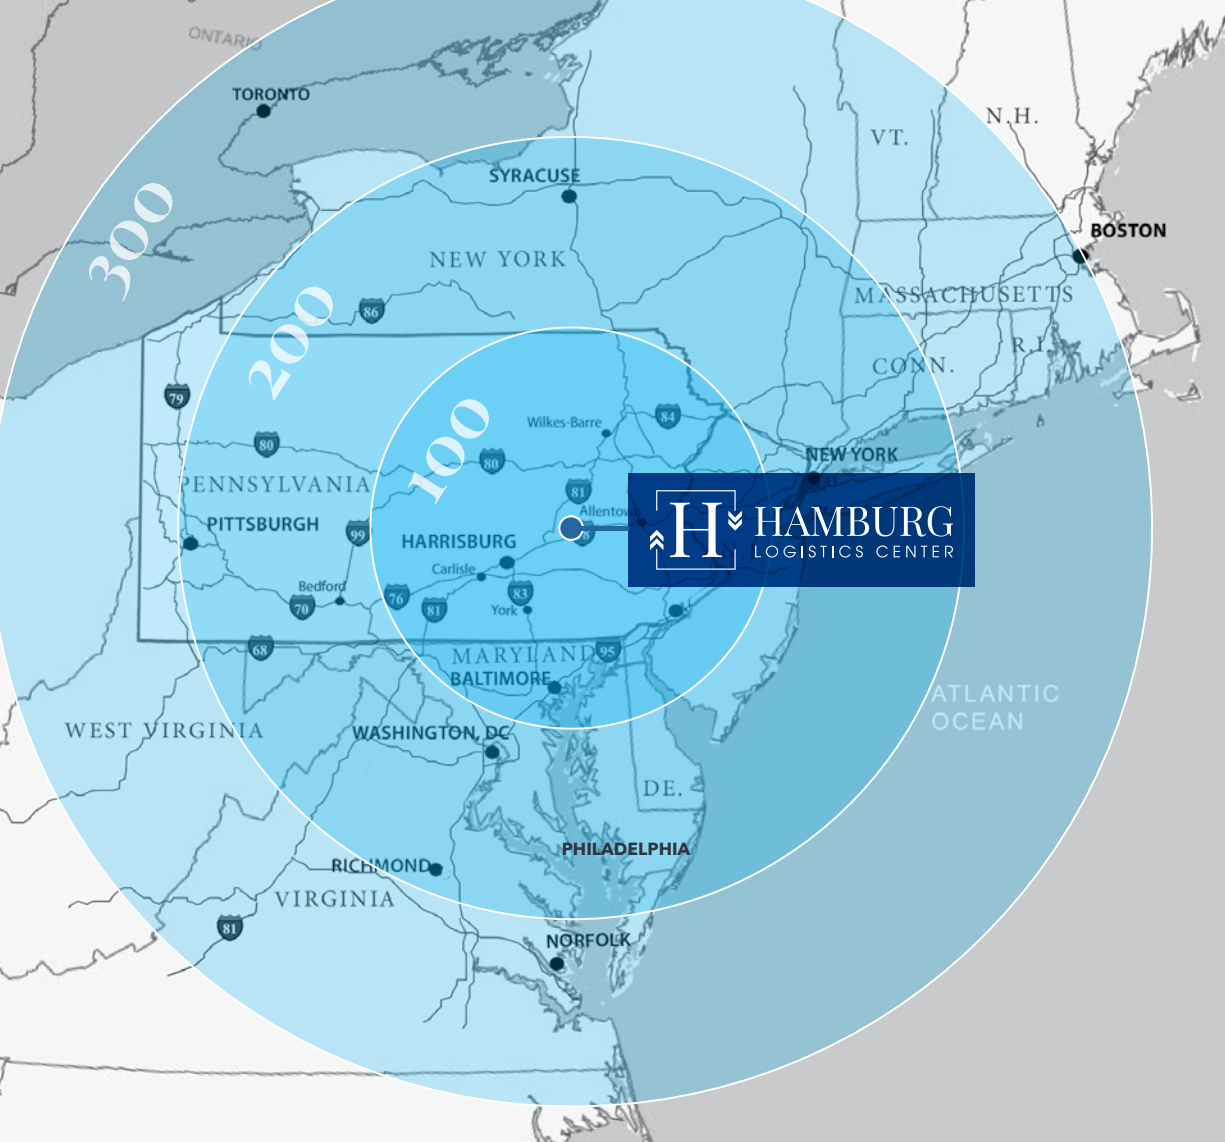 ONTARIO
TORONTO
N.H.
VT.
SYRACUSE
300
BOSTON
NEW YORK
MASSACHUSETTS
86
200
R.I.
CONN.
79
84
100
Wilkes-Barre
80
NEW YORK
80
PENNSYLVANIA
81
Allentown
PITTSBURGH
HAMBURG
LOGISTICS CENTER
99
HARRISBURG
Carlisle
Bedford
76
83
70
81
York
68
MARYLAND
95
BALTIMORE
ATLANTIC
OCEAN
WEST VIRGINIA
WASHINGTON, DC
DE.
PHILADELPHIA
RICHMOND
VIRGINIA
81
NORFOLK